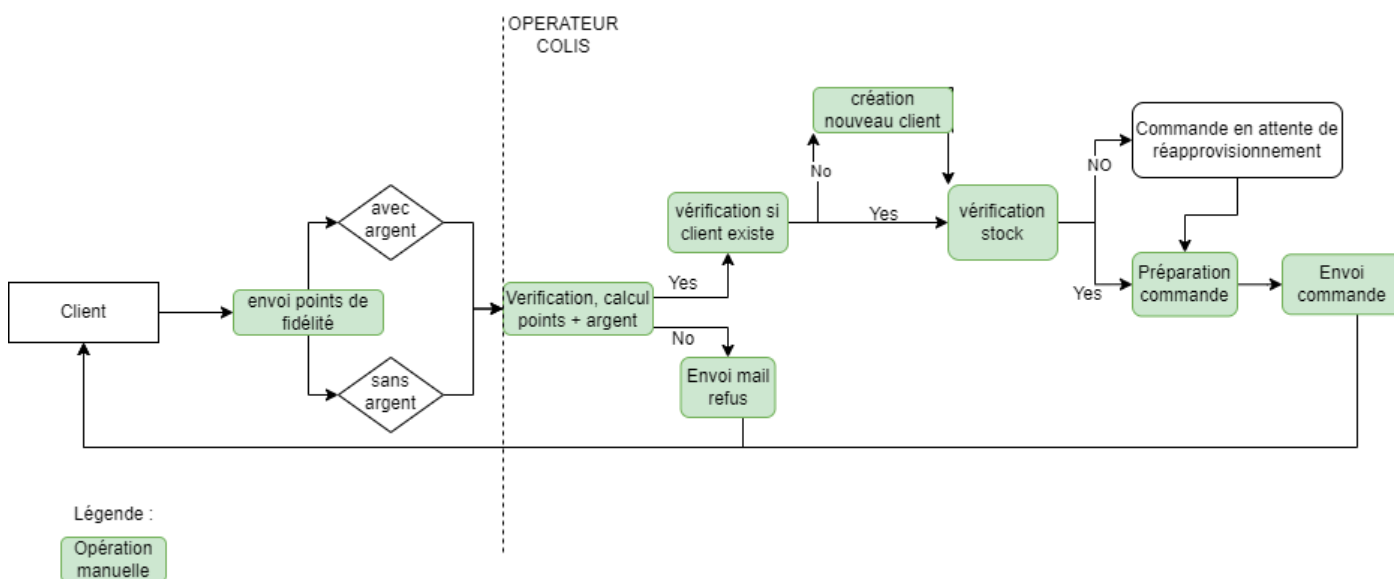 OPERATEUR
COLIS
création
nouveau client
Commande en attente de
réapprovisionnement
No
NO
avec
argent
vérification si
client existe
Yes
vérification
stock
Client
envoi points de
fidélité
Verification, calcul
points + argent
Yes
No
Yes
Préparation
commande
Envoi
commande
sans
argent
Envoi mail
refus
Légende :
Opération
manuelle